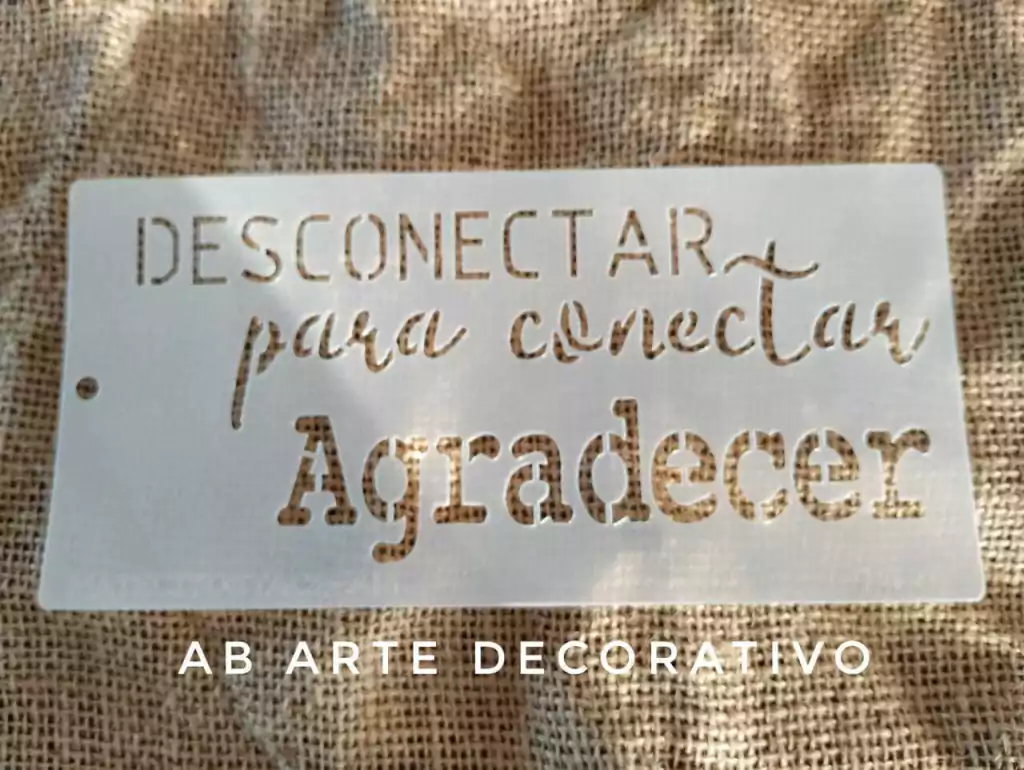 DESCONECTAR
para conectar
Agradecer
AB ARTE DECORATIVO